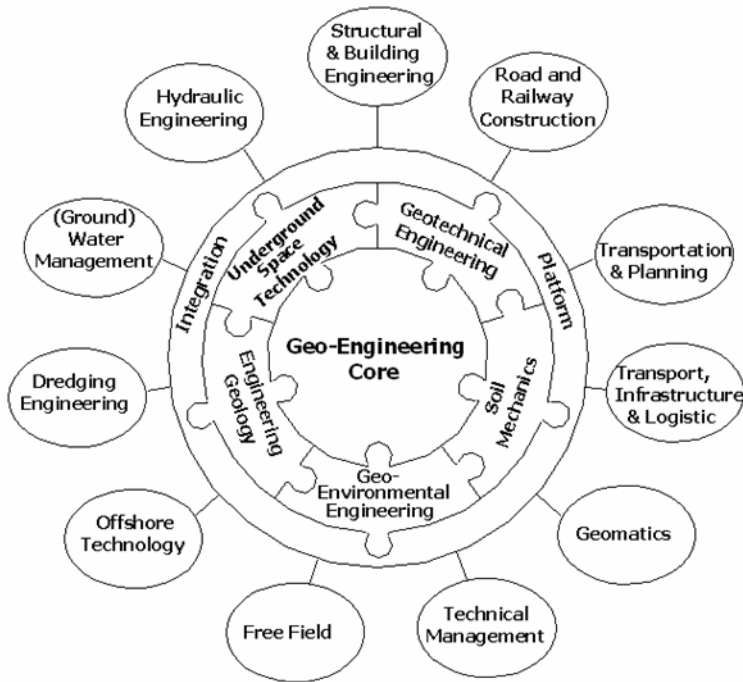 Structural
& Building
Engineering
Road and
Railway
Construction
Hydraulic
Engineering
(Ground)
Water
Management
Transportation
& Planning
Dredging
Engineering
Transport,
Infrastructure
& Logistic
Offshore
Technology
Geomatics
Free Field
Technical
Management
Integration
Platform
Underground
Space
Technology
Geotechnical
Engineering
Engineering
Geology
Soil
Mechanics
Geo-
Environmental
Engineering
Geo-Engineering
Core